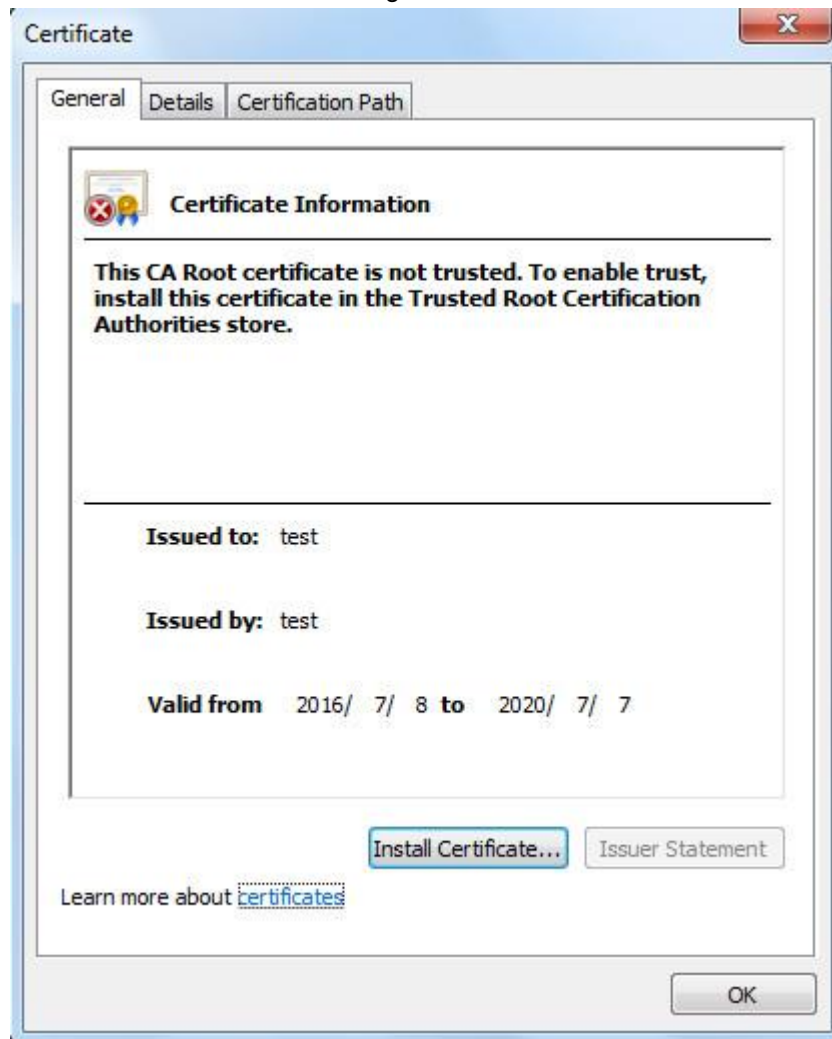 Certificate
General Details Certification Path
Certificate Information
This CA Root certificate is not trusted. To enable trust,
install this certificate in the Trusted Root Certification
Authorities store.
Issued to: test
Issued by: test
Valid from 2016/ 7/ 8 to 2020/ 7/ 7
Install Certificate... Issuer Statement
Learn more about certificates
OK